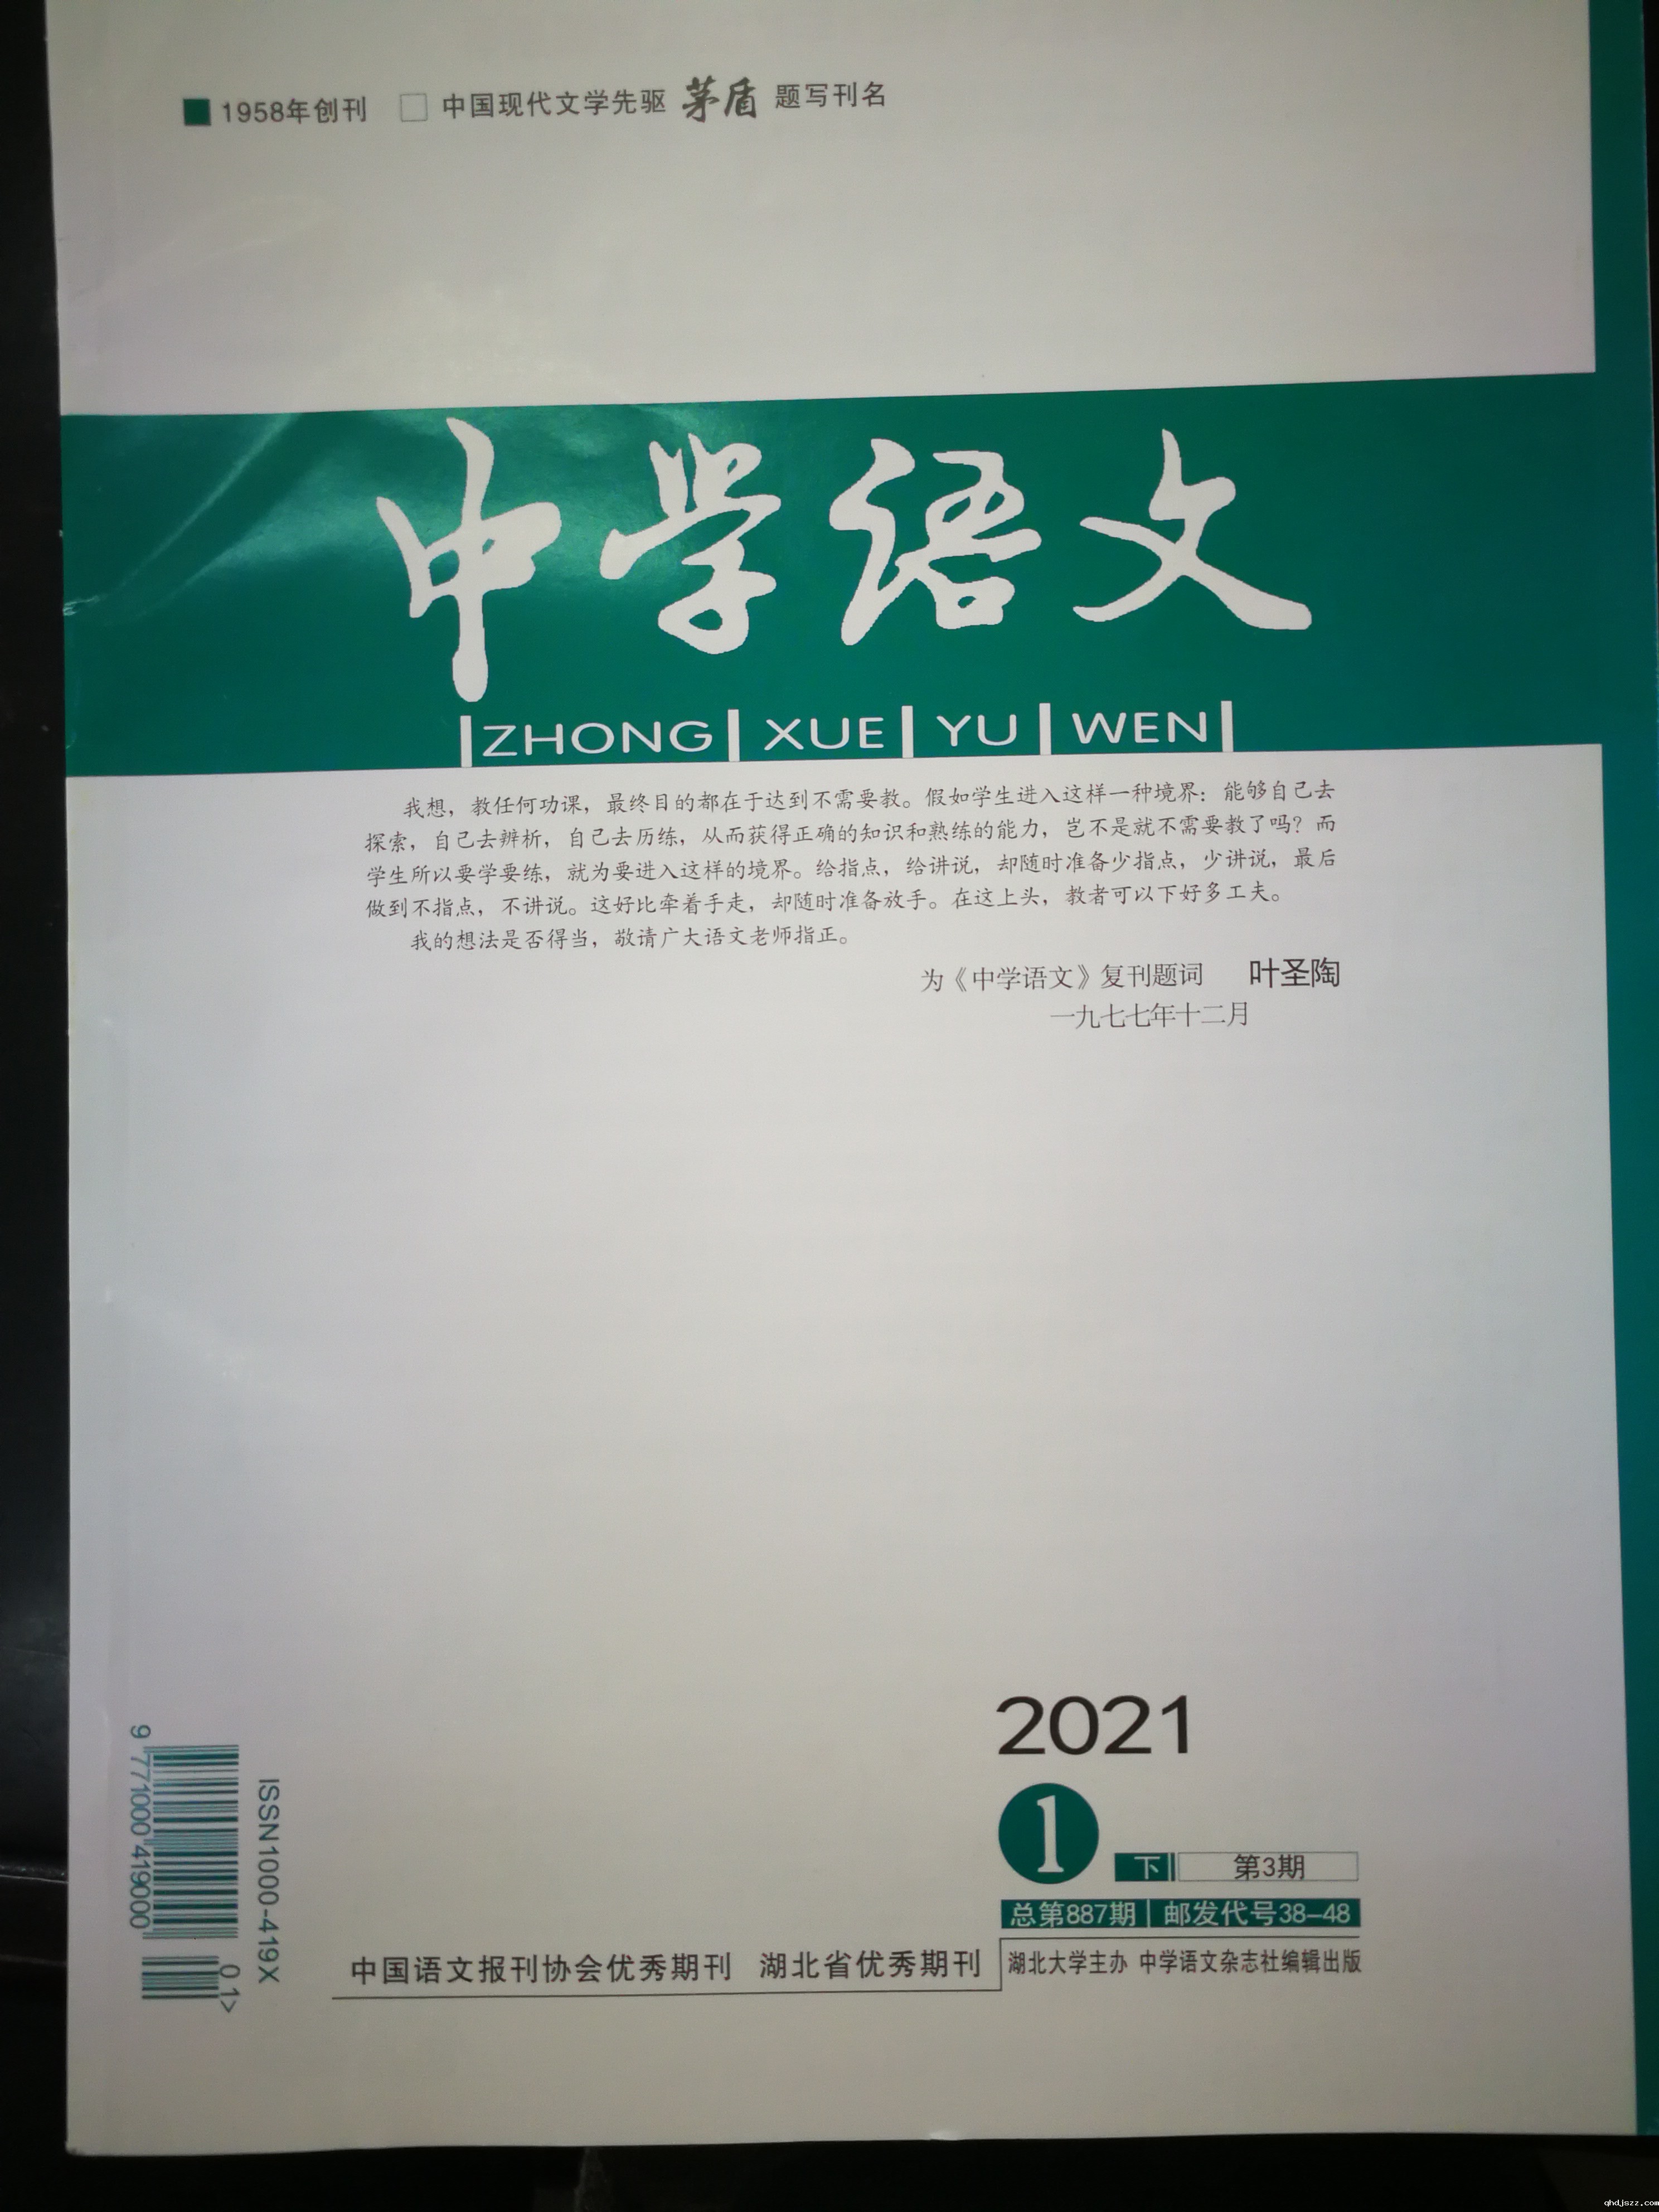 1958年创刊 中国现代文学先驱 茅盾 题写刊名
中学语文
ZHONG XUE YU WEN
我想，教任何功课，最终目的都在于达到不需要教。假如学生进入这样一种境界：能够自己去
探索，自己去辨析，自己去历练，从而获得正确的知识和熟练的能力，岂不是就不需要教了吗？而
学生所以要学要练，就为要进入这样的境界。给指点，给讲说，却随时准备少指点，少讲说，最后
做到不指点，不讲说。这好比牵着手走，却随时准备放手。在这上头，教者可以下好多工夫。
我的想法是否得当，敬请广大语文老师指正。
为《中学语文》复刊题词 叶圣陶
一九七七年十二月
2021
1 下 第3期
总第887期 邮发代号38-48
中国语文报刊协会优秀期刊 湖北省优秀期刊 湖北大学主办 中学语文杂志社编辑出版
ISSN1000-419X
9 771000 419000
01>
qhdjszz.com